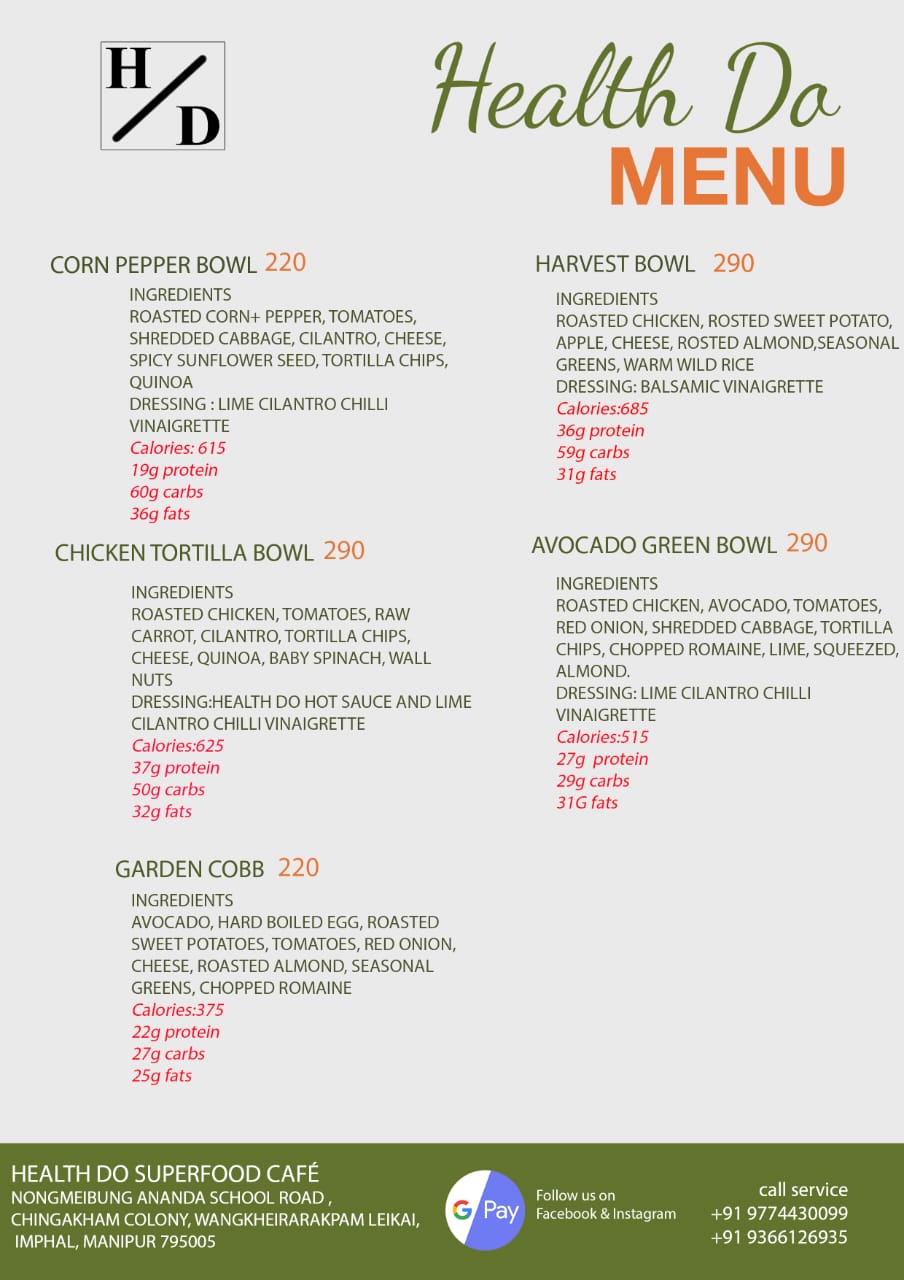 H
D
Health Do
MENU
CORN PEPPER BOWL 220
INGREDIENTS
ROASTED CORN+ PEPPER, TOMATOES,
SHREDDED CABBAGE, CILANTRO, CHEESE,
SPICY SUNFLOWER SEED, TORTILLA CHIPS,
QUINOA
DRESSING : LIME CILANTRO CHILLI
VINAIGRETTE
Calories: 615
19g protein
60g carbs
36g fats
HARVEST BOWL 290
INGREDIENTS
ROASTED CHICKEN, ROSTED SWEET POTATO,
APPLE, CHEESE, ROSTED ALMOND,SEASONAL
GREENS, WARM WILD RICE
DRESSING: BALSAMIC VINAIGRETTE
Calories:685
36g protein
59g carbs
31g fats
CHICKEN TORTILLA BOWL 290
INGREDIENTS
ROASTED CHICKEN, TOMATOES, RAW
CARROT, CILANTRO, TORTILLA CHIPS,
CHEESE, QUINOA, BABY SPINACH, WALL
NUTS
DRESSING:HEALTH DO HOT SAUCE AND LIME
CILANTRO CHILLI VINAIGRETTE
Calories:625
37g protein
50g carbs
32g fats
AVOCADO GREEN BOWL 290
INGREDIENTS
ROASTED CHICKEN, AVOCADO, TOMATOES,
RED ONION, SHREDDED CABBAGE, TORTILLA
CHIPS, CHOPPED ROMAINE, LIME, SQUEEZED,
ALMOND.
DRESSING: LIME CILANTRO CHILLI
VINAIGRETTE
Calories:515
27g protein
29g carbs
31G fats
GARDEN COBB 220
INGREDIENTS
AVOCADO, HARD BOILED EGG, ROASTED
SWEET POTATOES, TOMATOES, RED ONION,
CHEESE, ROASTED ALMOND, SEASONAL
GREENS, CHOPPED ROMAINE
Calories:375
22g protein
27g carbs
25g fats
HEALTH DO SUPERFOOD CAFÉ
NONGMEIBUNG ANANDA SCHOOL ROAD ,
CHINGAKHAM COLONY, WANGKHEIRARAKPAM LEIKAI,
IMPHAL, MANIPUR 795005
G Pay
Follow us on
Facebook & Instagram
call service
+91 9774430099
+91 9366126935